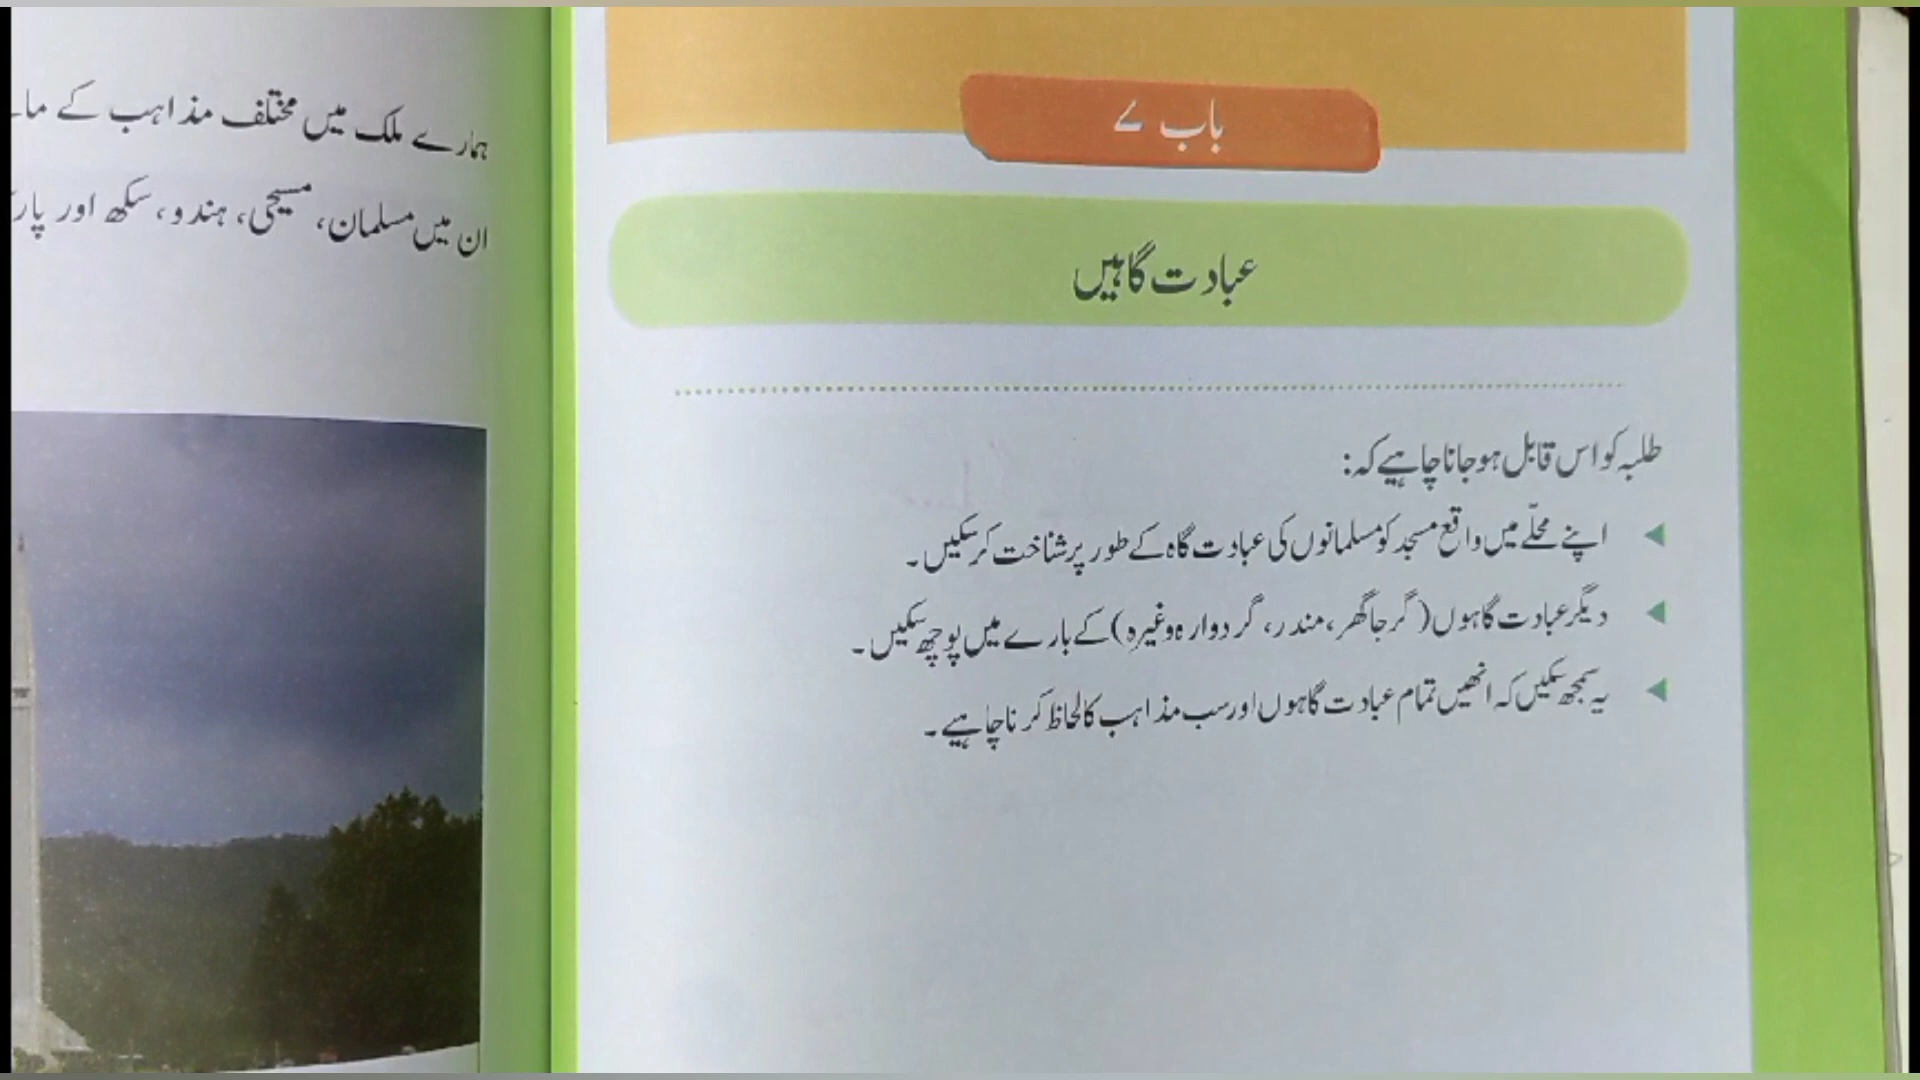 باب ۷
عبادت گاہیں
طلبہ کو اس قابل ہو جانا چاہیے کہ:
اپنے محلّے میں واقع مسجد کو مسلمانوں کی عبادت گاہ کے طور پر شناخت کر سکیں۔
دیگر عبادت گاہوں (گرجا گھر، مندر، گردوارہ وغیرہ) کے بارے میں پوچھ سکیں۔
یہ سمجھ سکیں کہ انھیں تمام عبادت گاہوں اور سب مذاہب کا لحاظ کرنا چاہیے۔
ہمارے ملک میں مختلف مذاہب کے
ان میں مسلمان، مسیحی، ہندو، سکھ اور